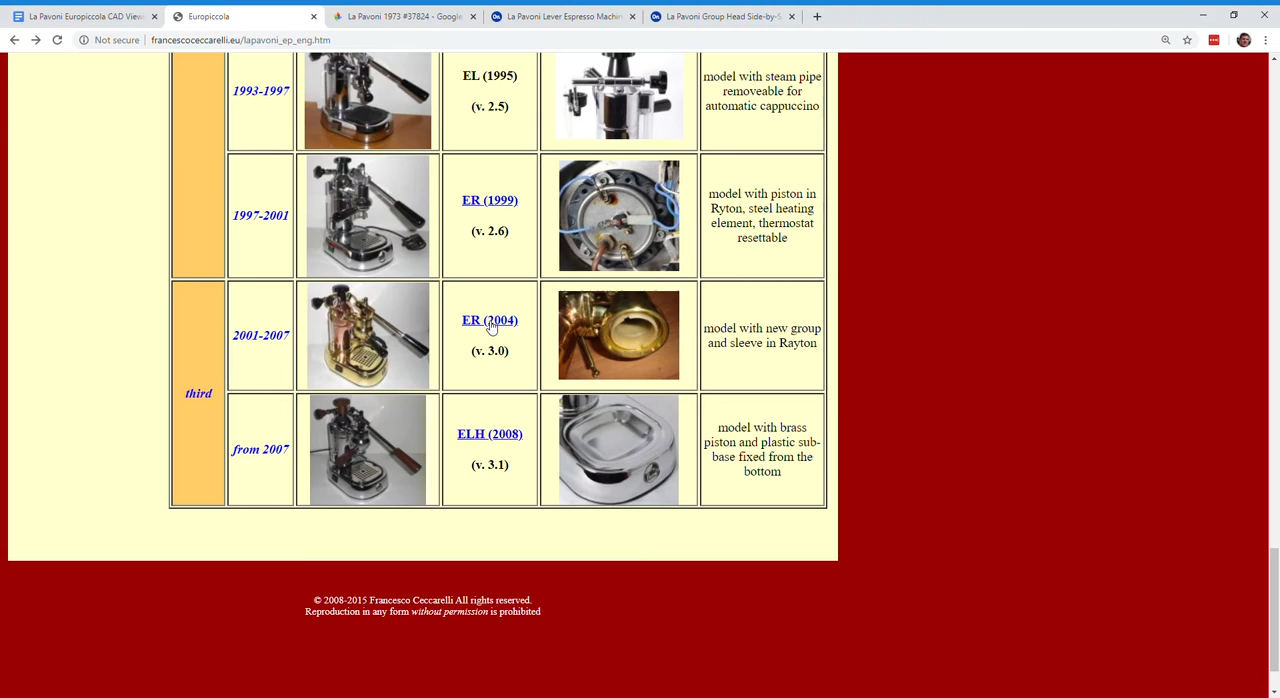 La Pavoni Europiccola CAD View
Europiccola
La Pavoni 1973 #37824 - Google
La Pavoni Lever Espresso Machin
La Pavoni Group Head Side-by-S
Not secure
francescoceccarelli.eu/lapavoni_ep_eng.htm
1993-1997
EL (1995)
(v. 2.5)
model with steam pipe
removeable for
automatic cappuccino
1997-2001
ER (1999)
(v. 2.6)
model with piston in
Ryton, steel heating
element, thermostat
resettable
third
2001-2007
ER (2004)
(v. 3.0)
model with new group
and sleeve in Rayton
from 2007
ELH (2008)
(v. 3.1)
model with brass
piston and plastic sub-
base fixed from the
bottom
© 2008-2015 Francesco Ceccarelli All rights reserved.
Reproduction in any form without permission is prohibited